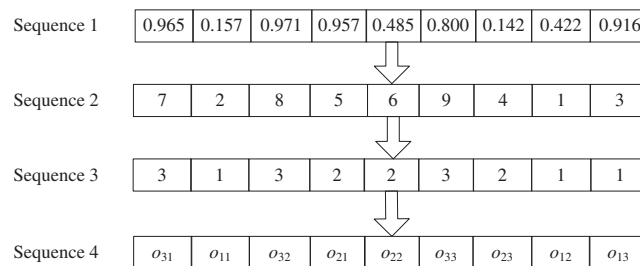 Sequence 1 0.965 0.157 0.971 0.957 0.485 0.800 0.142 0.422 0.916
Sequence 2 7 2 8 5 6 9 4 1 3
Sequence 3 3 1 3 2 2 3 2 1 1
Sequence 4 o₃₁ o₁₁ o₃₂ o₂₁ o₂₂ o₃₃ o₂₃ o₁₂ o₁₃